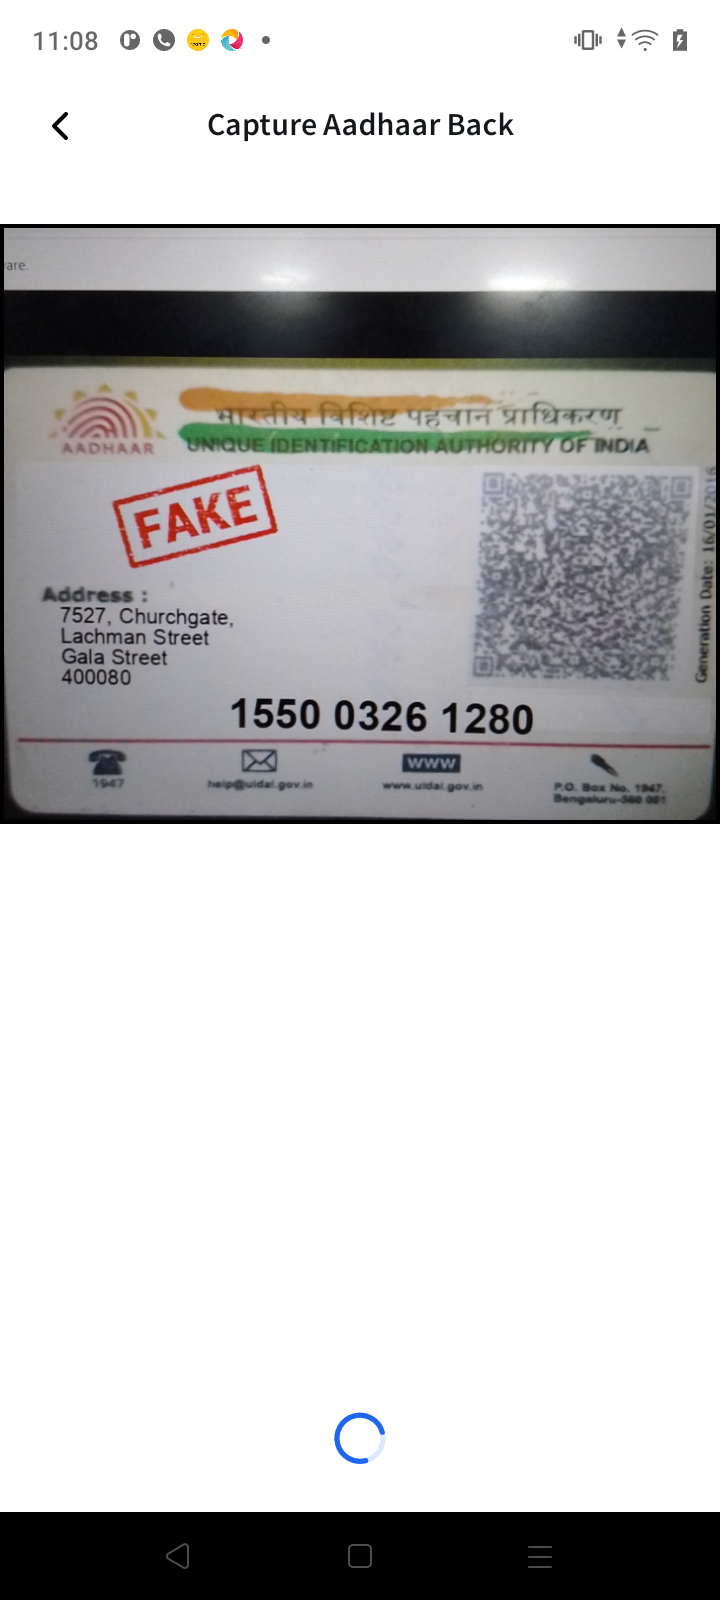 11:08
Capture Aadhaar Back
are.
भारतीय विशिष्ट पहचान प्राधिकरण
AADHAAR
UNIQUE IDENTIFICATION AUTHORITY OF INDIA
FAKE
Generation Date: 16/01/2016
Address :
7527, Churchgate,
Lachman Street
Gala Street
400080
1550 0326 1280
WWW
1947
help@uidai.gov.in
www.uidai.gov.in
P.O. Box No. 1947,
Bengaluru-560 001